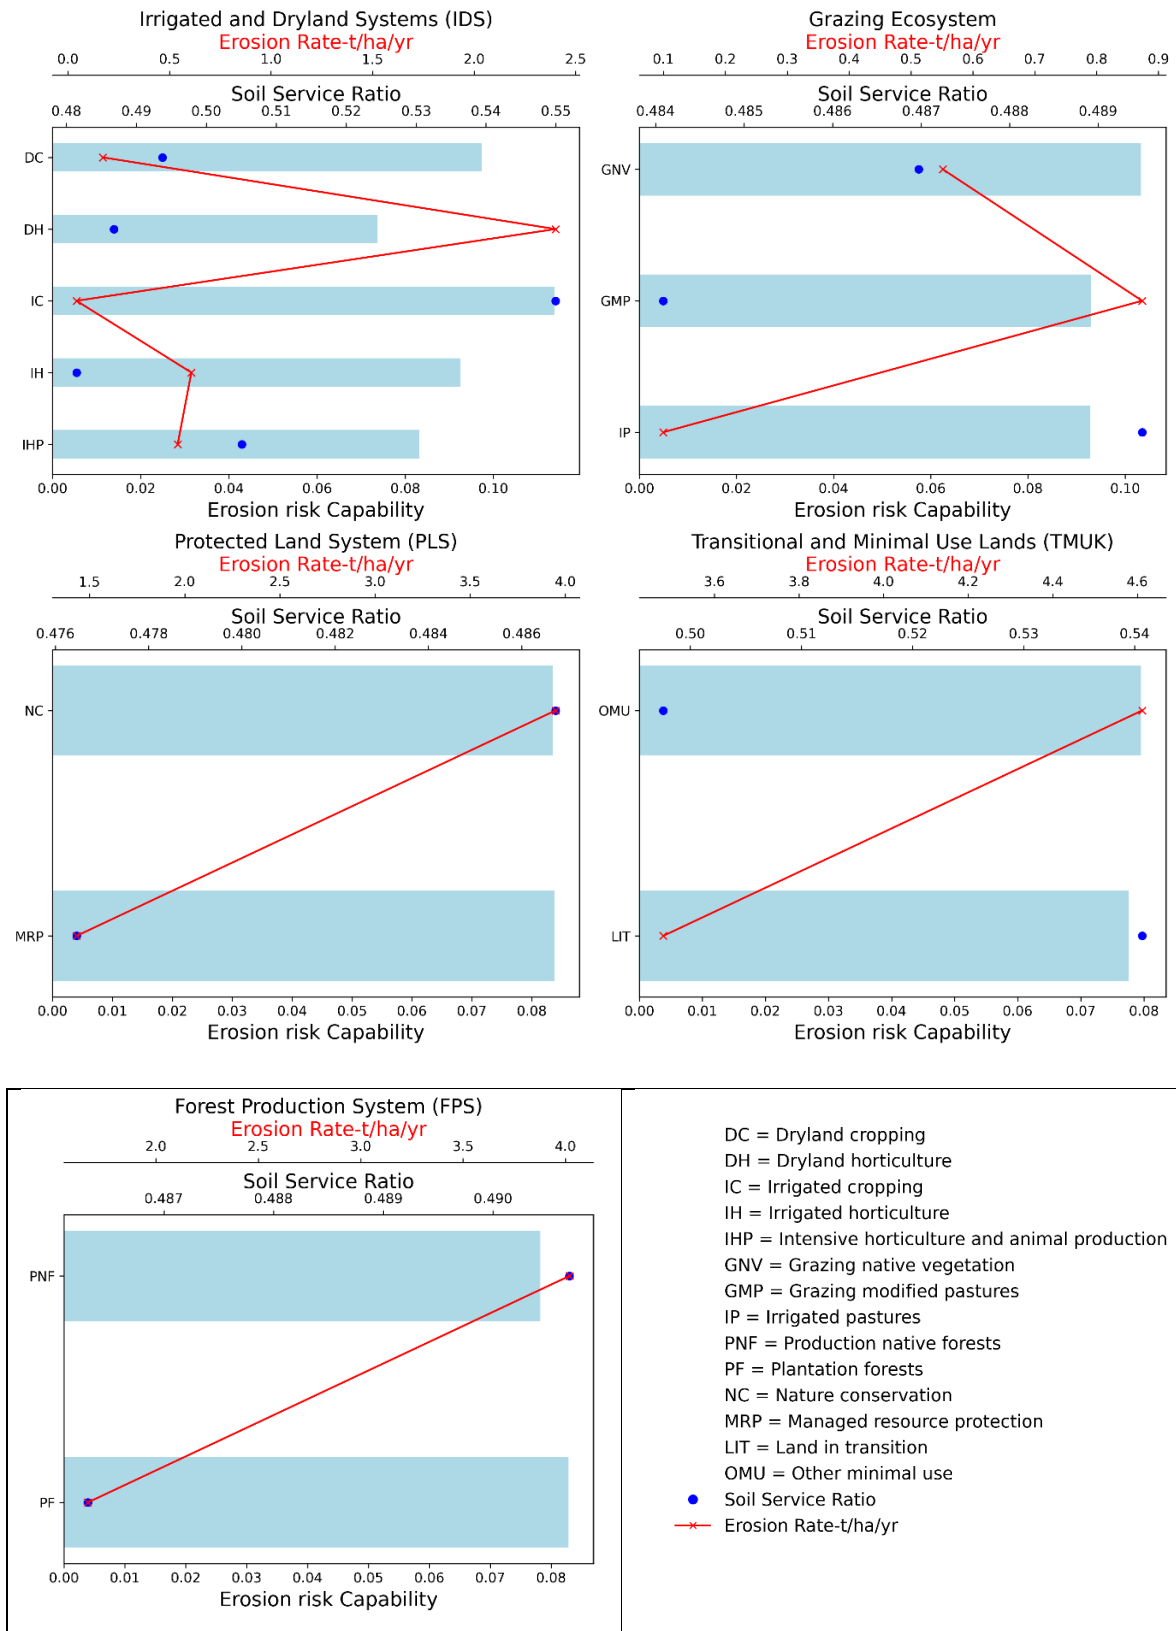 Irrigated and Dryland Systems (IDS)
Erosion Rate-t/ha/yr
0.0 0.5 1.0 1.5 2.0 2.5
Soil Service Ratio
0.48 0.49 0.50 0.51 0.52 0.53 0.54 0.55
DC
DH
IC
IH
IHP
0.00 0.02 0.04 0.06 0.08 0.10
Erosion risk Capability
Grazing Ecosystem
Erosion Rate-t/ha/yr
0.1 0.2 0.3 0.4 0.5 0.6 0.7 0.8 0.9
Soil Service Ratio
0.484 0.485 0.486 0.487 0.488 0.489
GNV
GMP
IP
0.00 0.02 0.04 0.06 0.08 0.10
Erosion risk Capability
Protected Land System (PLS)
Erosion Rate-t/ha/yr
1.5 2.0 2.5 3.0 3.5 4.0
Soil Service Ratio
0.476 0.478 0.480 0.482 0.484 0.486
NC
MRP
0.00 0.01 0.02 0.03 0.04 0.05 0.06 0.07 0.08
Erosion risk Capability
Transitional and Minimal Use Lands (TMUK)
Erosion Rate-t/ha/yr
3.6 3.8 4.0 4.2 4.4 4.6
Soil Service Ratio
0.50 0.51 0.52 0.53 0.54
OMU
LIT
0.00 0.01 0.02 0.03 0.04 0.05 0.06 0.07 0.08
Erosion risk Capability
Forest Production System (FPS)
Erosion Rate-t/ha/yr
2.0 2.5 3.0 3.5 4.0
Soil Service Ratio
0.487 0.488 0.489 0.490
PNF
PF
0.00 0.01 0.02 0.03 0.04 0.05 0.06 0.07 0.08
Erosion risk Capability
DC = Dryland cropping
DH = Dryland horticulture
IC = Irrigated cropping
IH = Irrigated horticulture
IHP = Intensive horticulture and animal production
GNV = Grazing native vegetation
GMP = Grazing modified pastures
IP = Irrigated pastures
PNF = Production native forests
PF = Plantation forests
NC = Nature conservation
MRP = Managed resource protection
LIT = Land in transition
OMU = Other minimal use
Soil Service Ratio
Erosion Rate-t/ha/yr